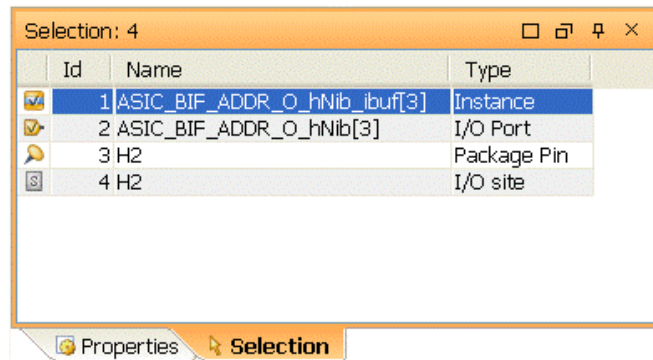 Selection: 4
Id Name Type
1 ASIC_BIF_ADDR_O_hNib_ibuf[3] Instance
2 ASIC_BIF_ADDR_O_hNib[3] I/O Port
3 H2 Package Pin
S 4 H2 I/O site
Properties Selection